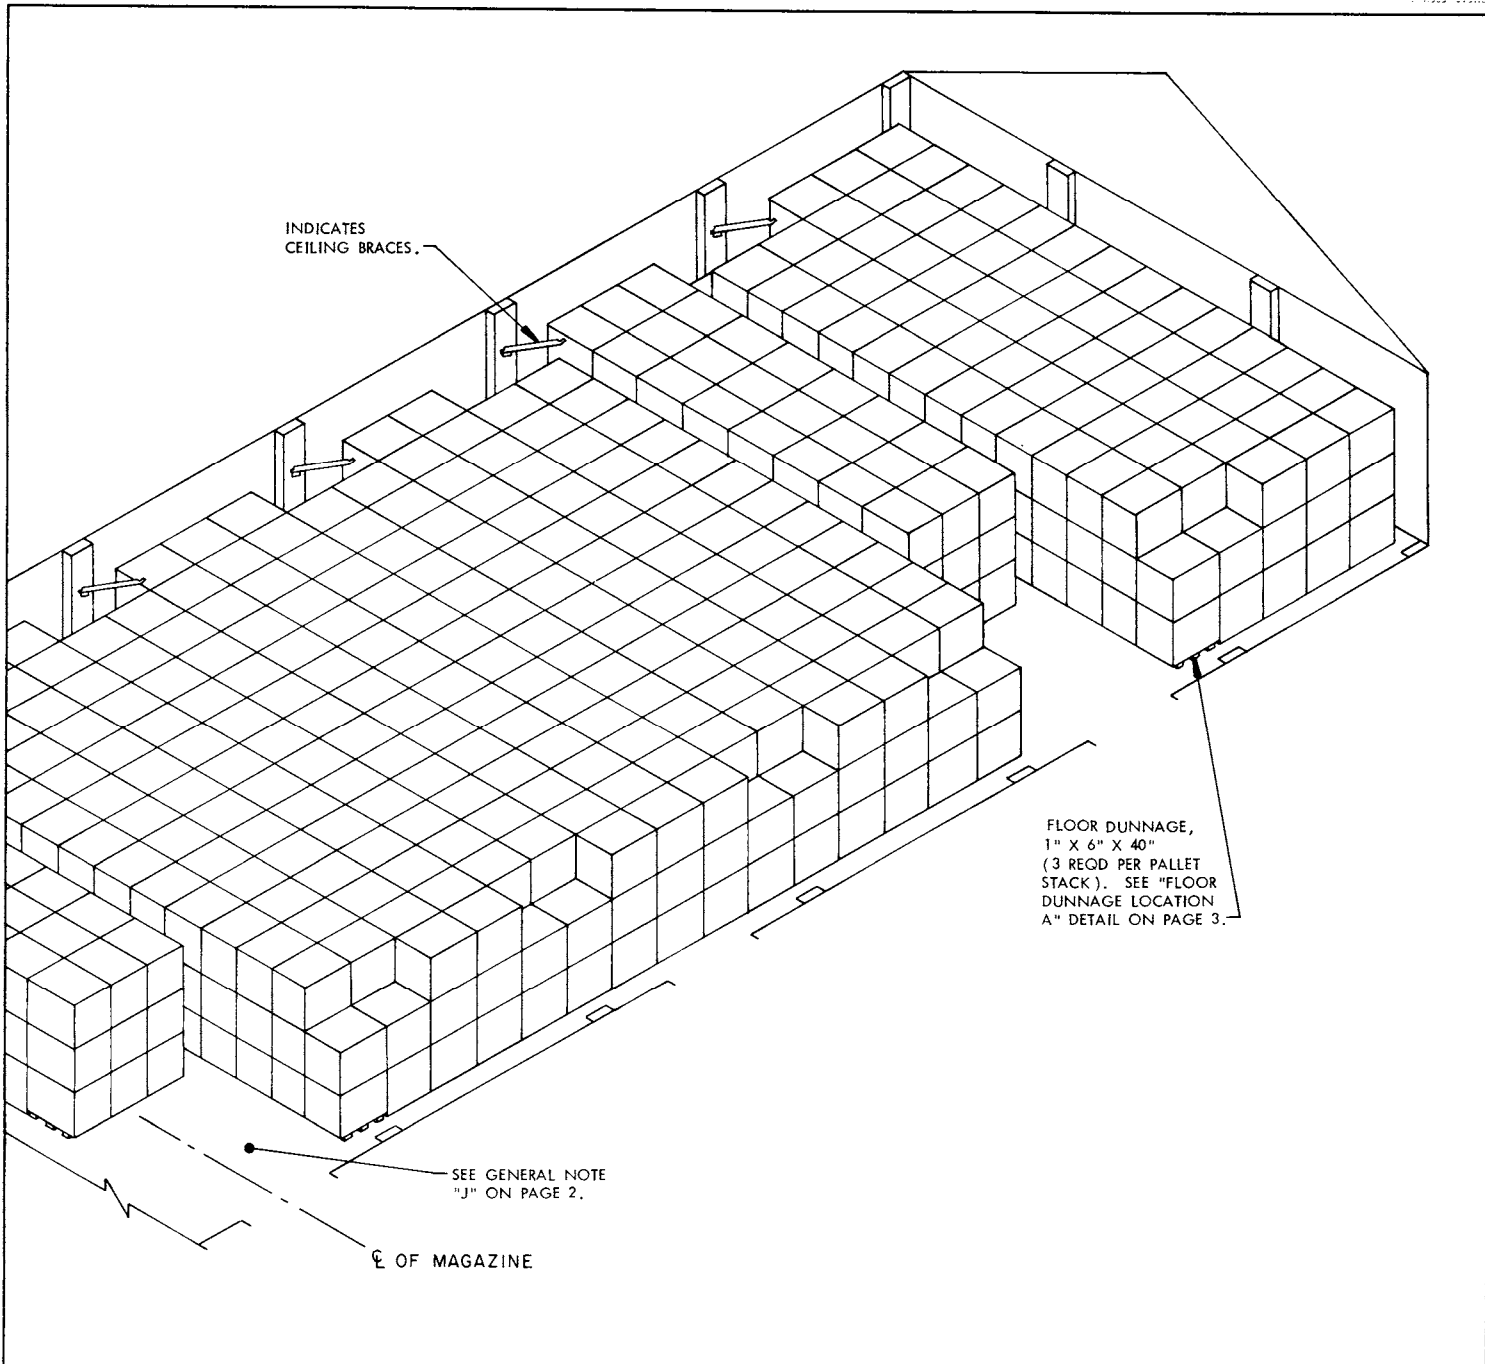 INDICATES
CEILING BRACES.
FLOOR DUNNAGE,
1" X 6" X 40"
(3 REQD PER PALLET
STACK). SEE "FLOOR
DUNNAGE LOCATION
A" DETAIL ON PAGE 3.
SEE GENERAL NOTE
"J" ON PAGE 2.
℄ OF MAGAZINE